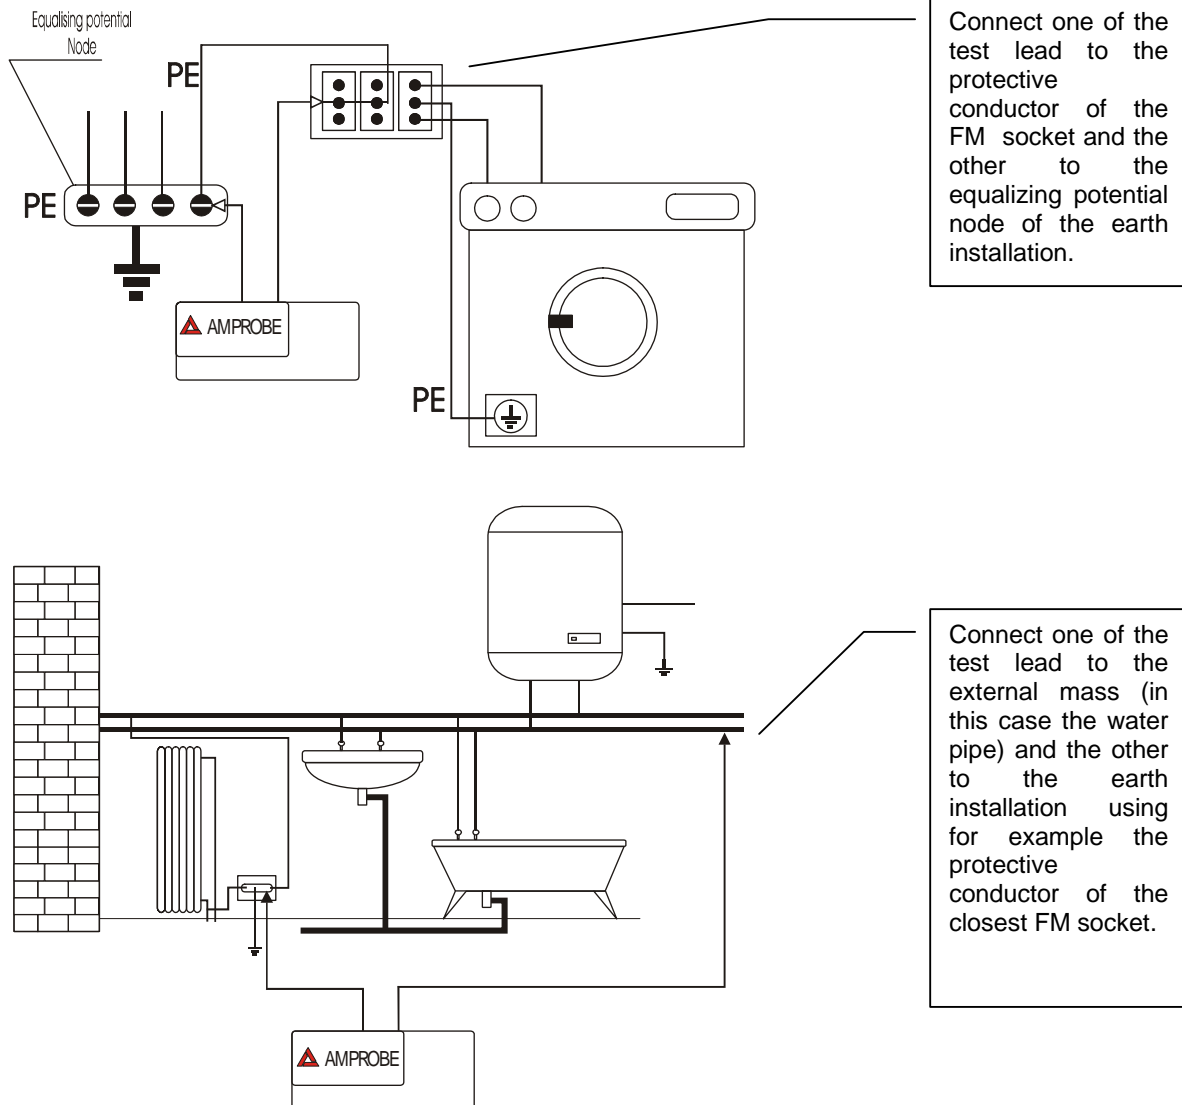 Equalising potential
Node
PE
PE
AMPROBE
PE
Connect one of the
test lead to the
protective
conductor of the
FM socket and the
other to the
equalizing potential
node of the earth
installation.
Connect one of the
test lead to the
external mass (in
this case the water
pipe) and the other
to the earth
installation using
for example the
protective
conductor of the
closest FM socket.
AMPROBE